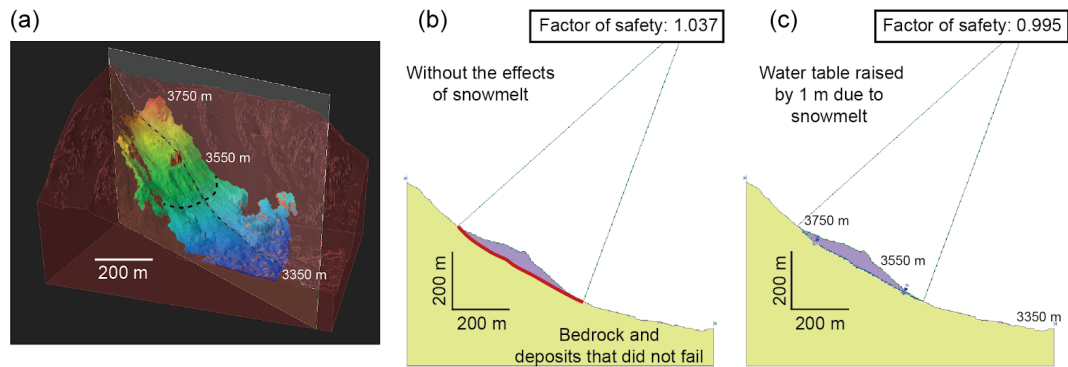 (a)
3750 m
3550 m
3350 m
200 m
(b)
Factor of safety: 1.037
Without the effects
of snowmelt
200 m
200 m
Bedrock and
deposits that did not fail
(c)
Factor of safety: 0.995
Water table raised
by 1 m due to
snowmelt
3750 m
3550 m
3350 m
200 m
200 m